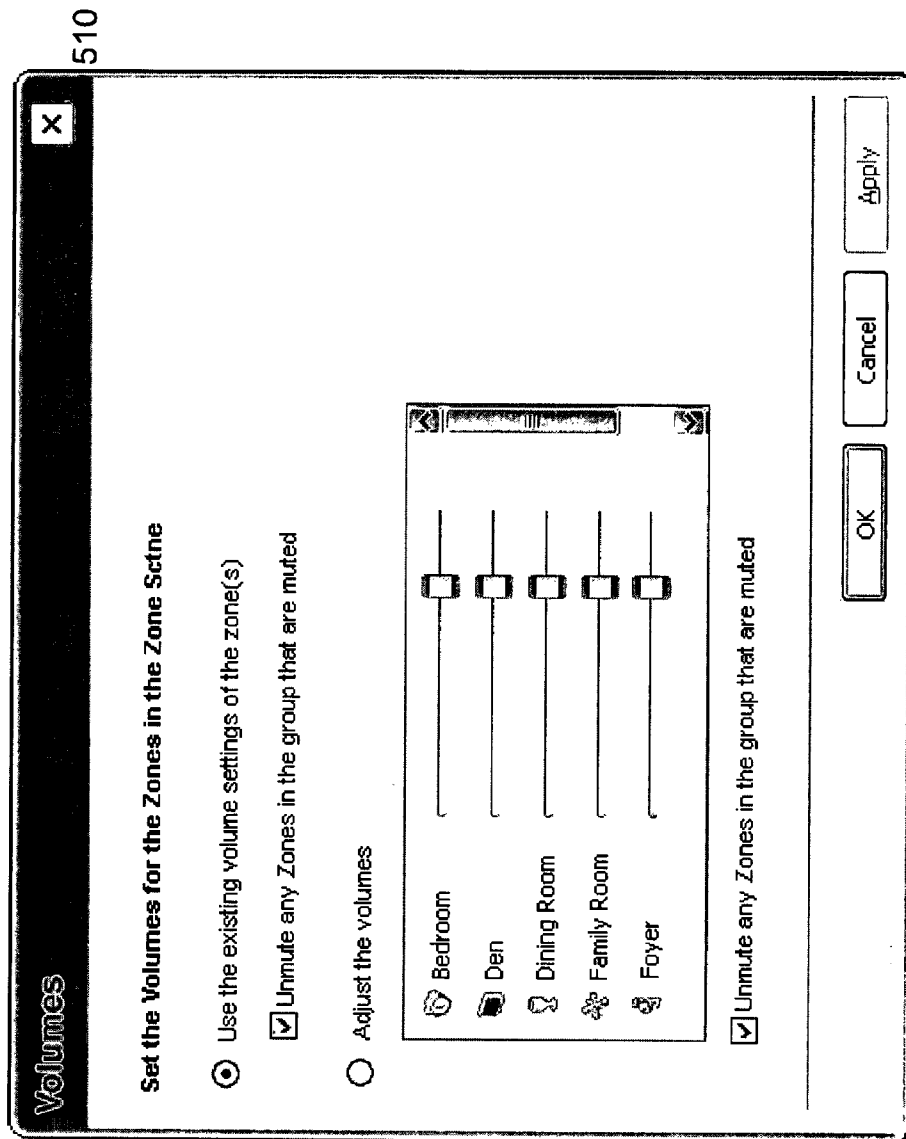 510
Volumes
Set the Volumes for the Zones in the Zone Sctne
Use the existing volume settings of the zone(s)
Unmute any Zones in the group that are muted
Adjust the volumes
Bedroom
Den
Dining Room
Family Room
Foyer
Unmute any Zones in the group that are muted
OK Cancel Apply